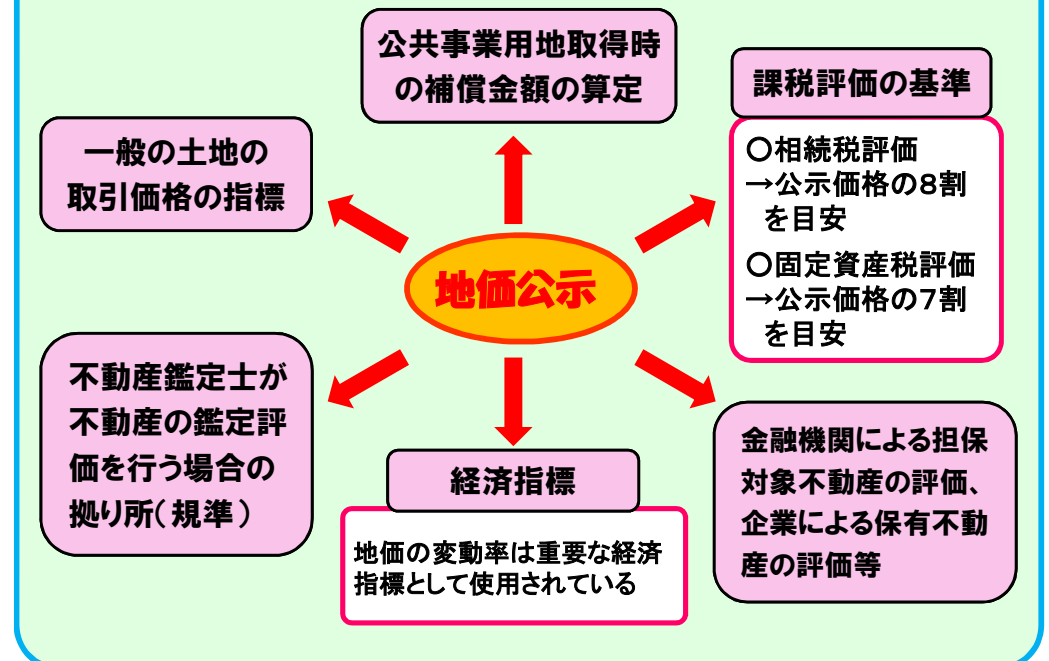 公共事業用地取得時
の補償金額の算定
課税評価の基準
〇相続税評価
→公示価格の8割
を目安
〇固定資産税評価
→公示価格の7割
を目安
一般の土地の
取引価格の指標
地価公示
不動産鑑定士が
不動産の鑑定評
価を行う場合の
拠り所(規準)
経済指標
地価の変動率は重要な経済
指標として使用されている
金融機関による担保
対象不動産の評価、
企業による保有不動
産の評価等